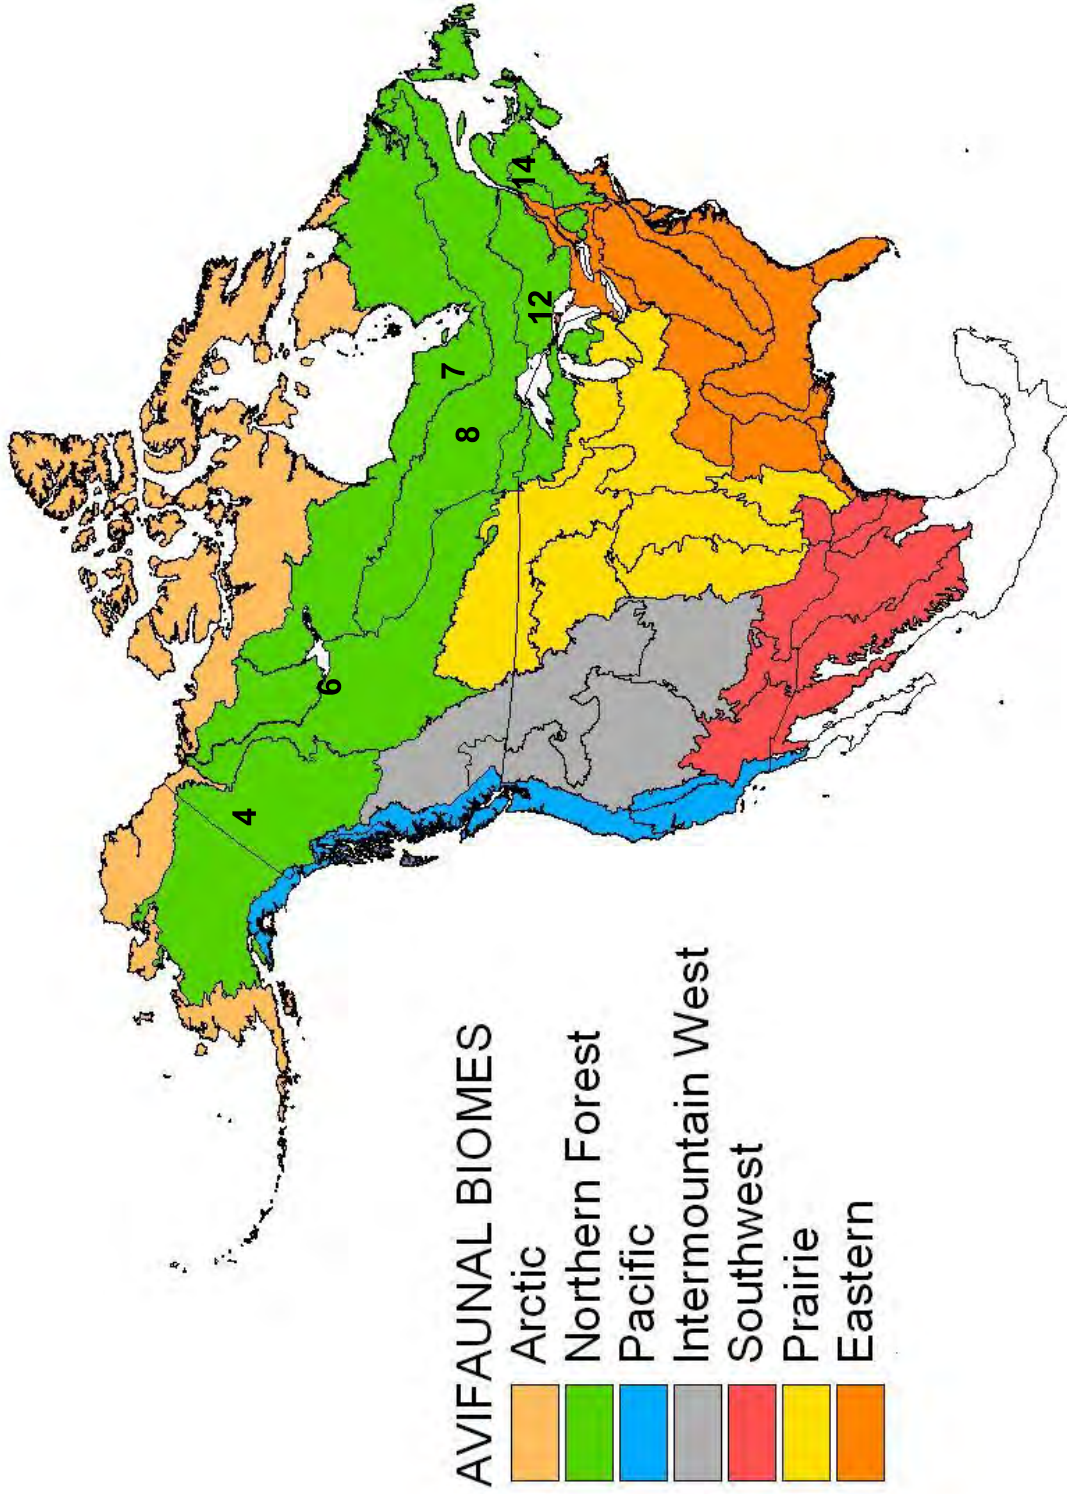 AVIFAUNAL BIOMES
Arctic
Northern Forest
Pacific
Intermountain West
Southwest
Prairie
Eastern
4
6
7
8
12
14